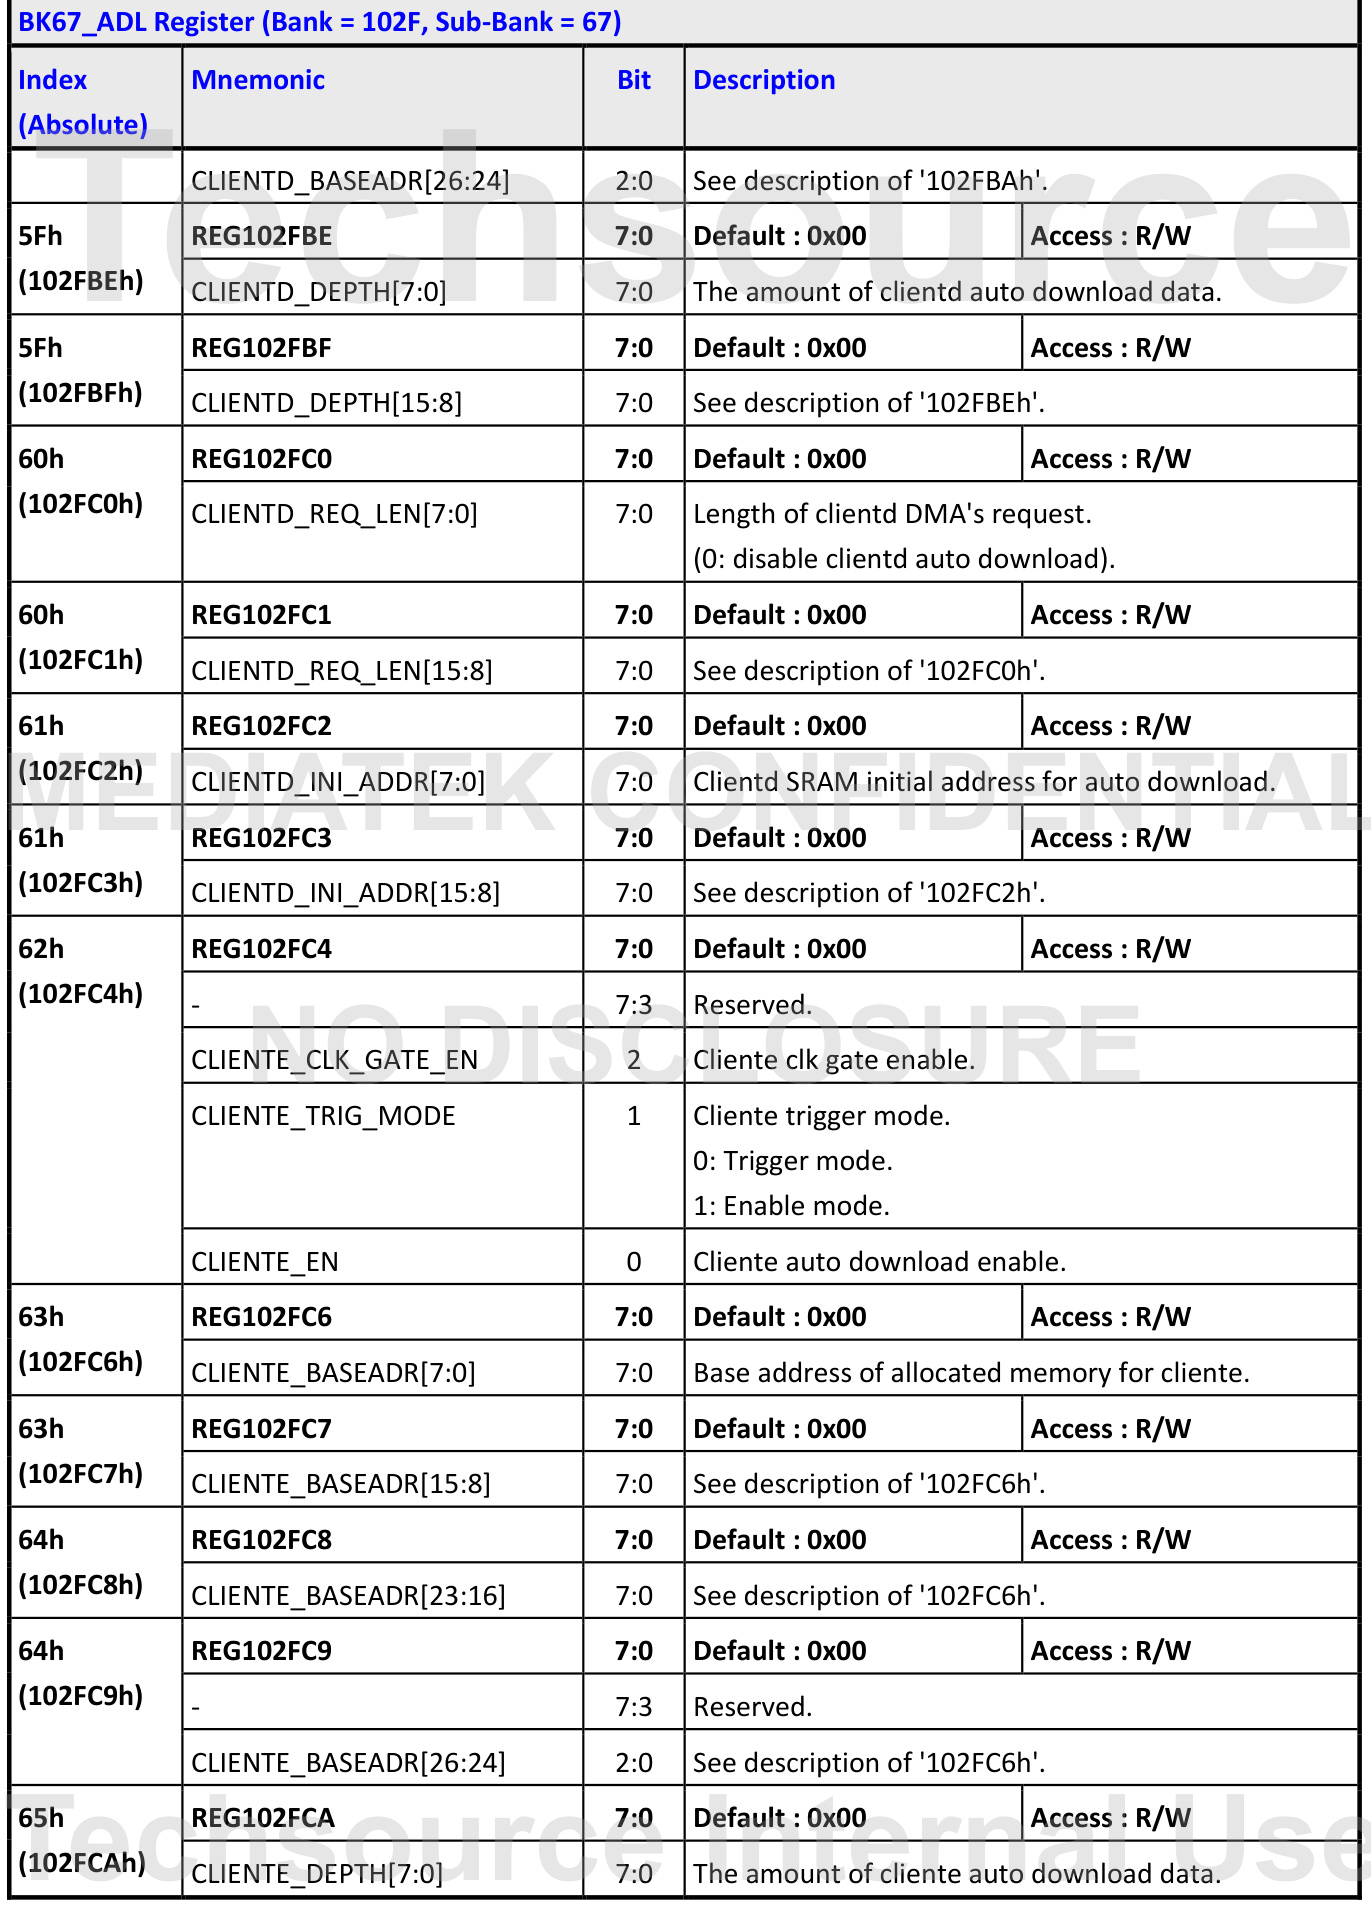 BK67_ADL Register (Bank = 102F, Sub-Bank = 67)
Index (Absolute) Mnemonic Bit Description
CLIENTD_BASEADR[26:24] 2:0 See description of '102FBAh'.
5Fh REGFBE 7:0 Default : 0x00 Access : R/W
(102FBEh) CLIENTD_DEPTH[7:0] 7:0 The amount of clientd auto download data.
5Fh REG102FBF 7:0 Default : 0x00 Access : R/W
(102FBFh) CLIENTD_DEPTH[15:8] 7:0 See description of '102FBEh'.
60h REG102FC0 7:0 Default : 0x00 Access : R/W
(102FC0h) CLIENTD_REQ_LEN[7:0] 7:0 Length of clientd DMA's request.
(0: disable clientd auto download).
60h REG102FC1 7:0 Default : 0x00 Access : R/W
(102FC1h) CLIENTD_REQ_LEN[15:8] 7:0 See description of '102FC0h'.
61h REG102FC2 7:0 Default : 0x00 Access : R/W
(102FC2h) CLIENTD_INI_ADDR[7:0] 7:0 Clientd SRAM initial address for auto download.
61h REG102FC3 7:0 Default : 0x00 Access : R/W
(102FC3h) CLIENTD_INI_ADDR[15:8] 7:0 See description of '102FC2h'.
62h REG102FC4 7:0 Default : 0x00 Access : R/W
(102FC4h) - 7:3 Reserved.
CLIENTE_CLK_GATE_EN 2 Cliente clk gate enable.
CLIENTE_TRIG_MODE 1 Cliente trigger mode.
0: Trigger mode.
1: Enable mode.
CLIENTE_EN 0 Cliente auto download enable.
63h REG102FC6 7:0 Default : 0x00 Access : R/W
(102FC6h) CLIENTE_BASEADR[7:0] 7:0 Base address of allocated memory for cliente.
63h REG102FC7 7:0 Default : 0x00 Access : R/W
(102FC7h) CLIENTE_BASEADR[15:8] 7:0 See description of '102FC6h'.
64h REG102FC8 7:0 Default : 0x00 Access : R/W
(102FC8h) CLIENTE_BASEADR[23:16] 7:0 See description of '102FC6h'.
64h REG102FC9 7:0 Default : 0x00 Access : R/W
(102FC9h) - 7:3 Reserved.
CLIENTE_BASEADR[26:24] 2:0 See description of '102FC6h'.
65h REG102FCA 7:0 Default : 0x00 Access : R/W
(102FCAh) CLIENTE_DEPTH[7:0] 7:0 The amount of cliente auto download data.
Techsource
MEDIATEK CONFIDENTIAL
NO DISCLOSURE
Techsource Internal Use